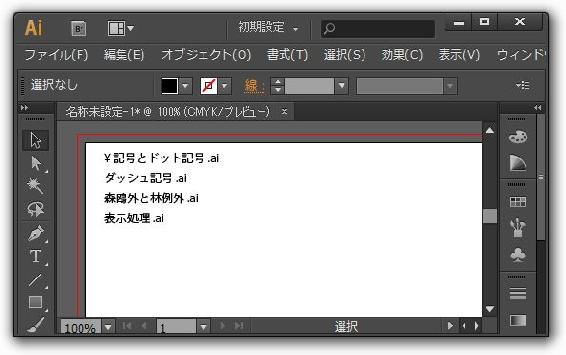 Ai Br 初期設定
ファイル(F) 編集(E) オブジェクト(O) 書式(T) 選択(S) 効果(C) 表示(V) ウィンドウ
選択なし 線:
名称未設定-1* @ 100% (CMYK/プレビュー) ×
¥記号とドット記号.ai
ダッシュ記号.ai
森鴎外と林例外.ai
表示処理.ai
T
100% 1 選択